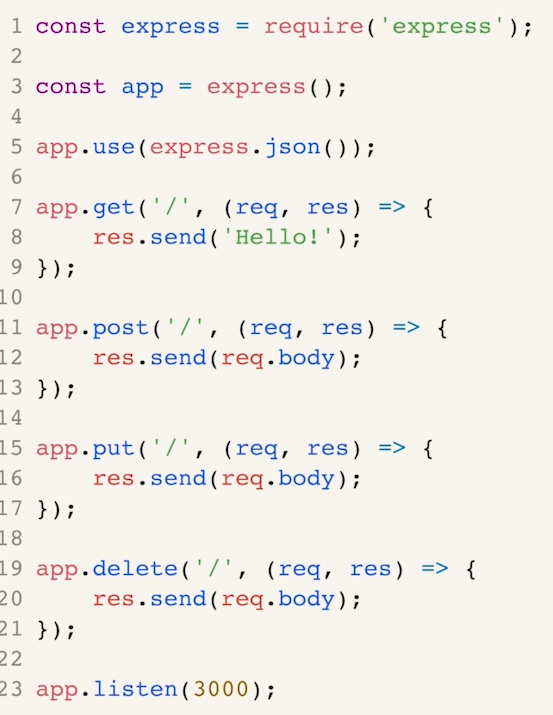 1 const express = require('express');
2
3 const app = express();
4
5 app.use(express.json());
6
7 app.get('/', (req, res) => {
8     res.send('Hello!');
9 });
10
11 app.post('/', (req, res) => {
12     res.send(req.body);
13 });
14
15 app.put('/', (req, res) => {
16     res.send(req.body);
17 });
18
19 app.delete('/', (req, res) => {
20     res.send(req.body);
21 });
22
23 app.listen(3000);